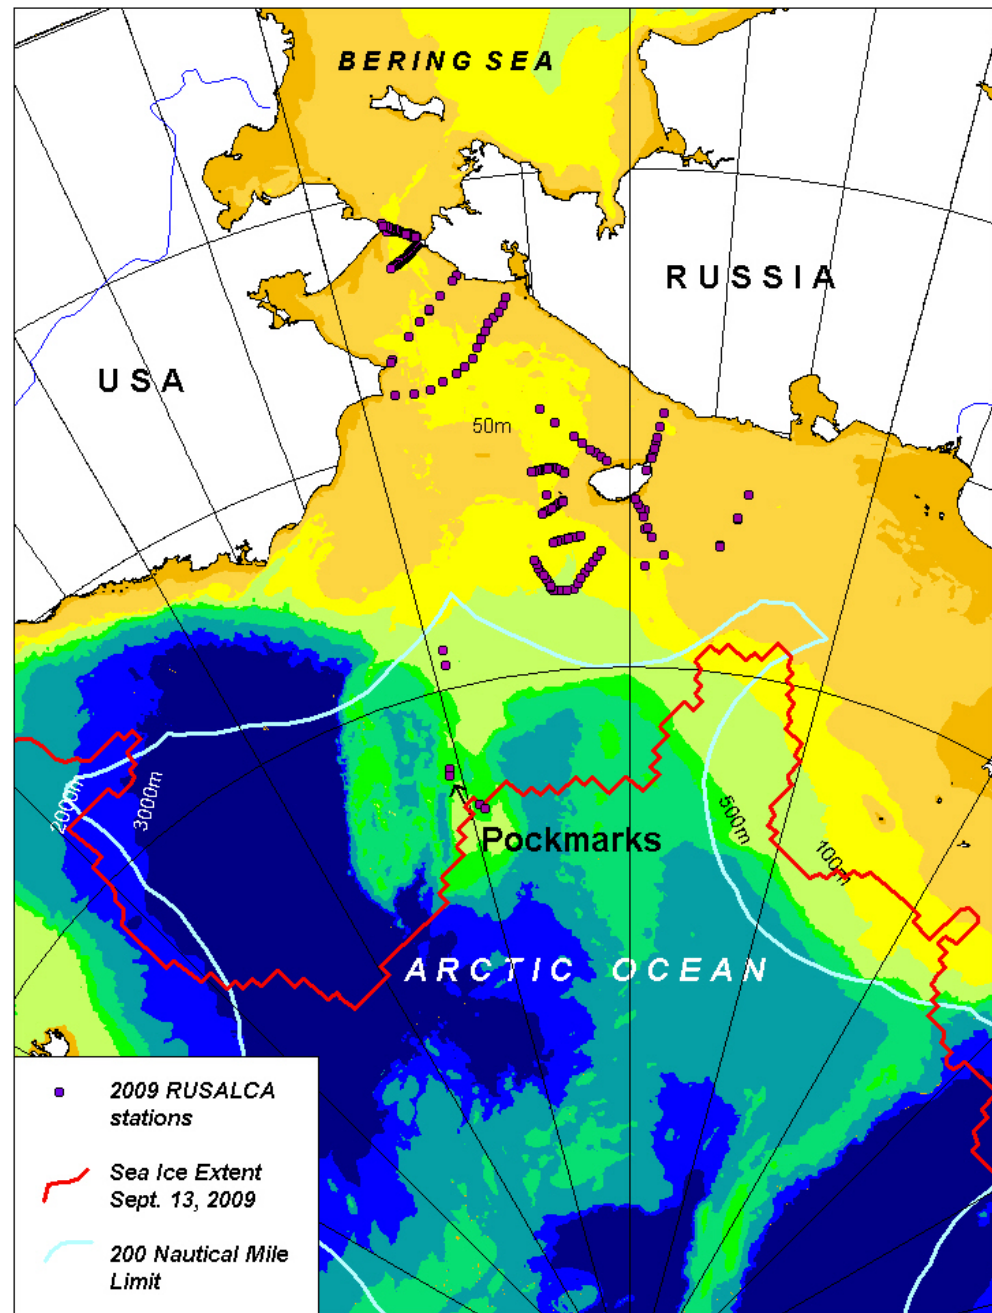 BERING SEA
RUSSIA
USA
50m
2000m
3000m
500m
100m
Pockmarks
ARCTIC OCEAN
2009 RUSALCA
stations
Sea Ice Extent
Sept. 13, 2009
200 Nautical Mile
Limit